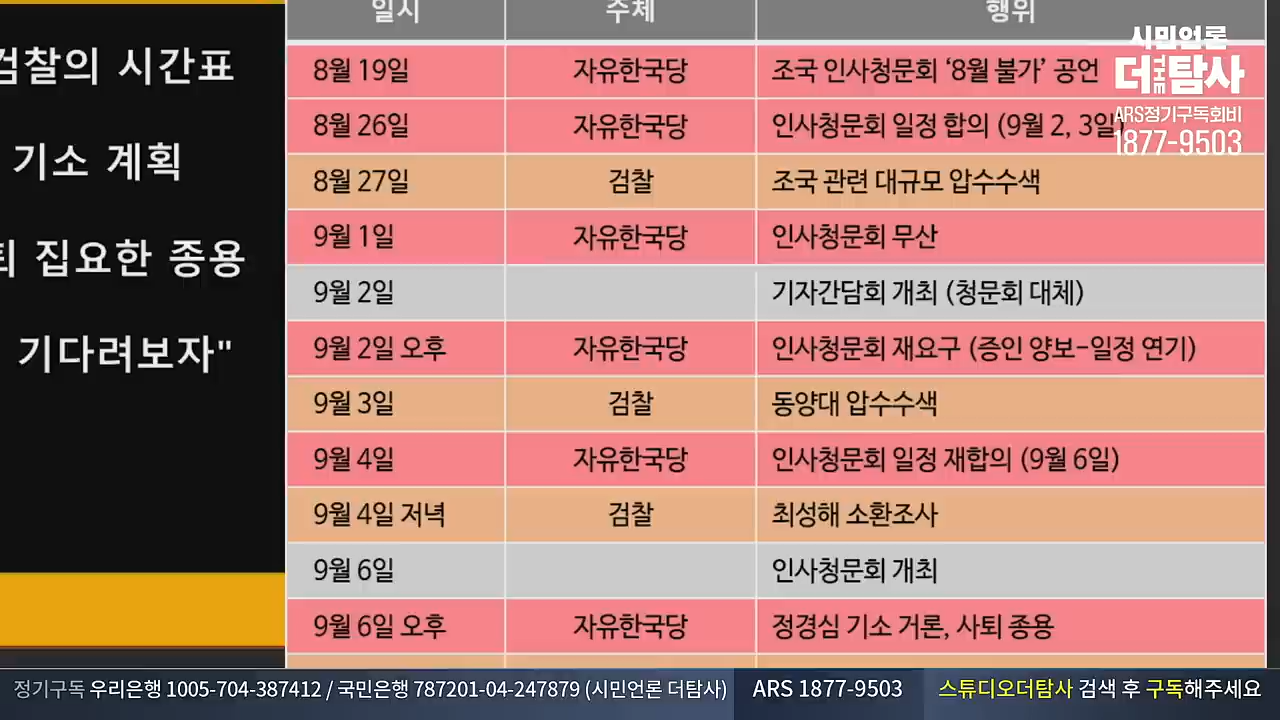 검찰의 시간표
기소 계획
집요한 종용
기다려보자"
일시 주체 행위
8월 19일 자유한국당 조국 인사청문회 ‘8월 불가’ 공언
8월 26일 자유한국당 인사청문회 일정 합의 (9월 2, 3일)
8월 27일 검찰 조국 관련 대규모 압수수색
9월 1일 자유한국당 인사청문회 무산
9월 2일 기자간담회 개최 (청문회 대체)
9월 2일 오후 자유한국당 인사청문회 재요구 (증인 양보-일정 연기)
9월 3일 검찰 동양대 압수수색
9월 4일 자유한국당 인사청문회 일정 재합의 (9월 6일)
9월 4일 저녁 검찰 최성해 소환조사
9월 6일 인사청문회 개최
9월 6일 오후 자유한국당 정경심 기소 거론, 사퇴 종용
시민언론
더탐사
ARS정기구독회비
1877-9503
정기구독 우리은행 1005-704-387412 / 국민은행 787201-04-247879 (시민언론 더탐사) ARS 1877-9503 스튜디오더탐사 검색 후 구독해주세요